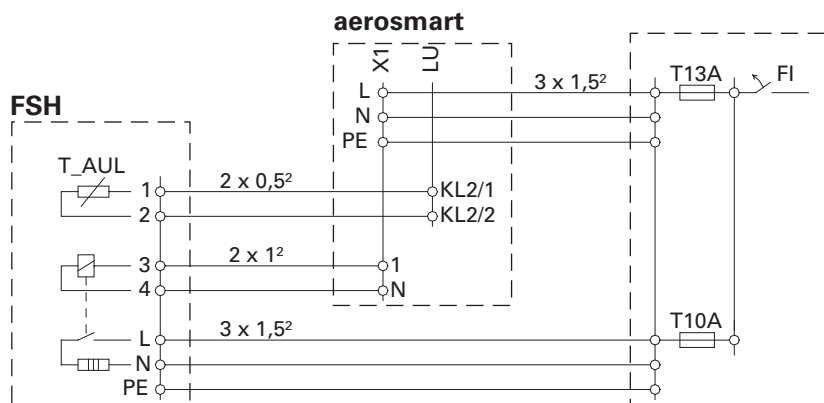 aerosmart
X1
LU
T13A
FI
L
3 x 1,5²
N
PE
FSH
T_AUL
1
2 x 0,5²
KL2/1
2
KL2/2
3
2 x 1²
1
4
N
T10A
L
3 x 1,5²
N
PE